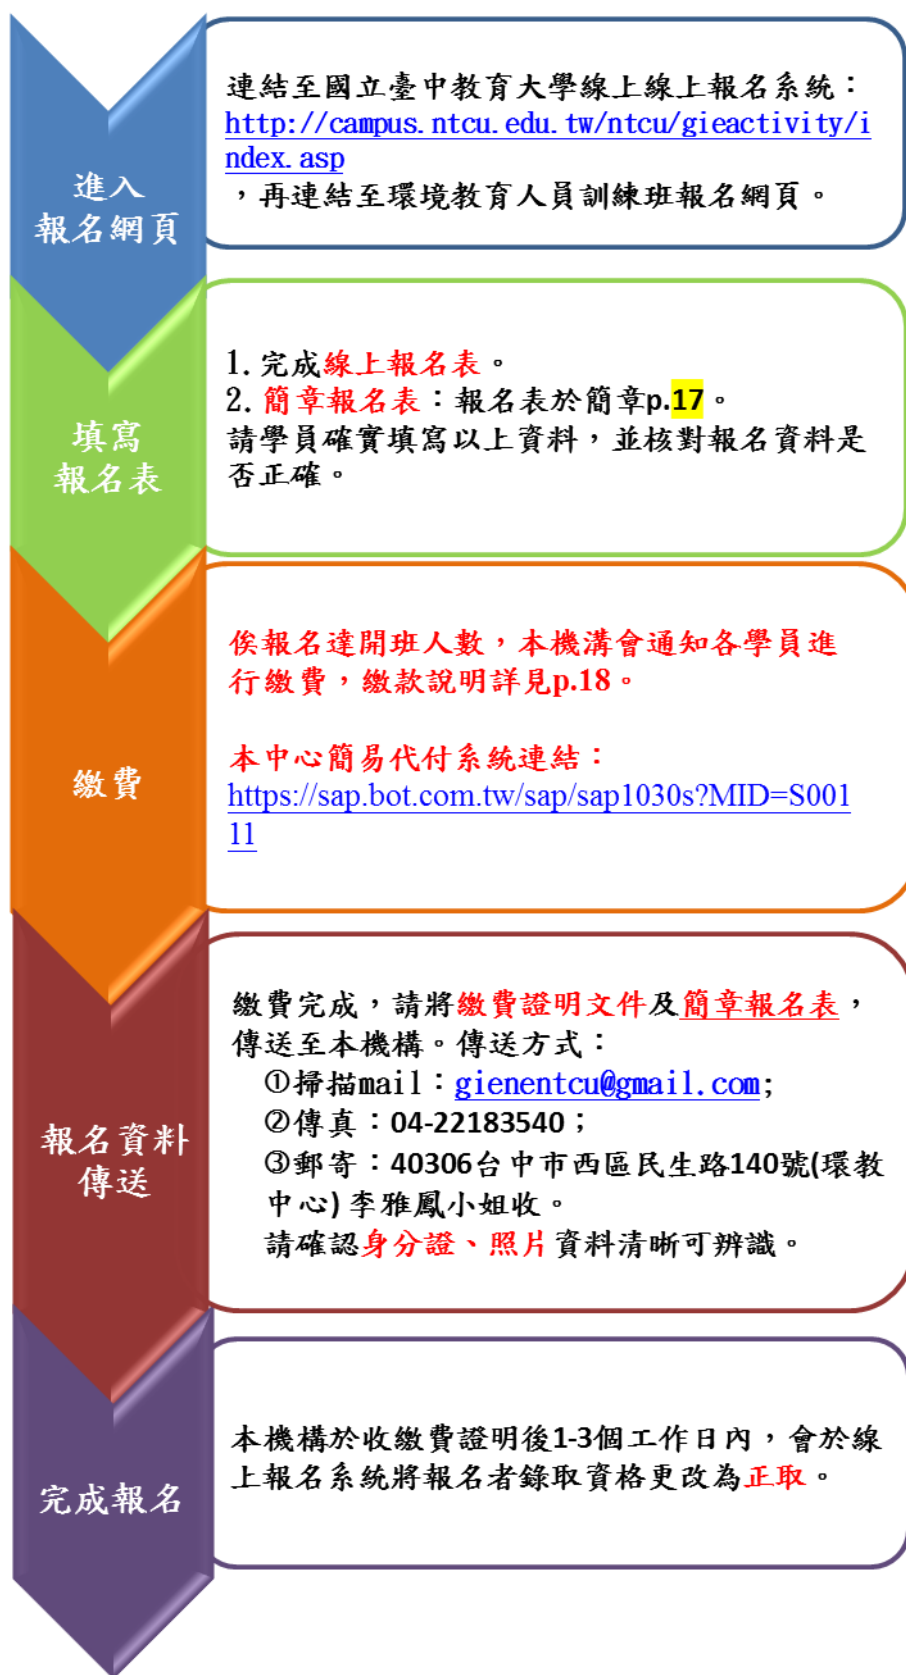 進入
報名網頁
連結至國立臺中教育大學線上線上報名系統：
http://campus.ntcu.edu.tw/ntcu/gieactivity/i
ndex.asp
，再連結至環境教育人員訓練班報名網頁。
填寫
報名表
1. 完成線上報名表。
2. 簡章報名表：報名表於簡章p.17。
請學員確實填寫以上資料，並核對報名資料是
否正確。
繳費
俟報名達開班人數，本機溝會通知各學員進
行繳費，繳款說明詳見p.18。
本中心簡易代付系統連結：
https://sap.bot.com.tw/sap/sap1030s?MID=S001
11
報名資料
傳送
繳費完成，請將繳費證明文件及簡章報名表，
傳送至本機構。傳送方式：
①掃描mail：gienentcu@gmail.com;
②傳真：04-22183540；
③郵寄：40306台中市西區民生路140號(環教
中心) 李雅鳳小姐收。
請確認身分證、照片資料清晰可辨識。
完成報名
本機構於收繳費證明後1-3個工作日內，會於線
上報名系統將報名者錄取資格更改為正取。